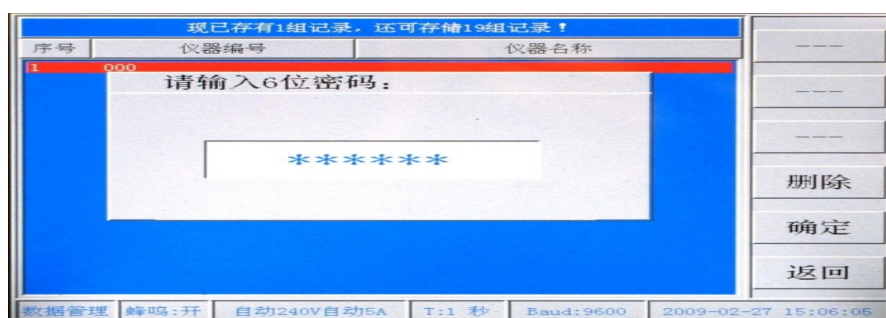 现已存有1组记录，还可存储19组记录！
序号 仪器编号 仪器名称
1 000
请输入6位密码：
******
---
---
---
删除
确定
返回
数据管理 蜂鸣:开 自动240V自动5A T:1 秒 Baud:9600 2009-02-27 15:06:05